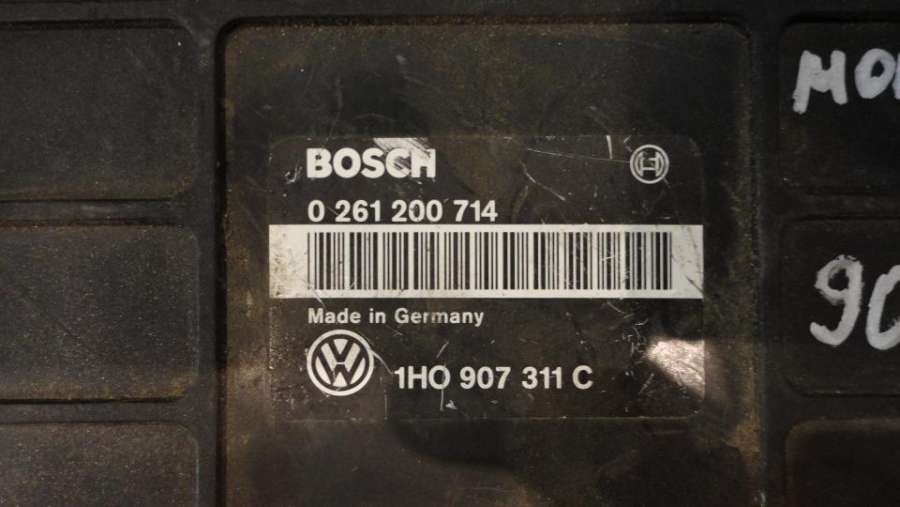 BOSCH
0 261 200 714
Made in Germany
1HO 907 311 C